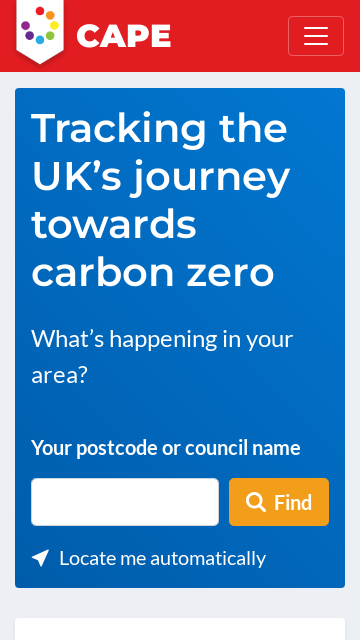 CAPE
Tracking the
UK’s journey
towards
carbon zero
What’s happening in your
area?
Your postcode or council name
Find
Locate me automatically